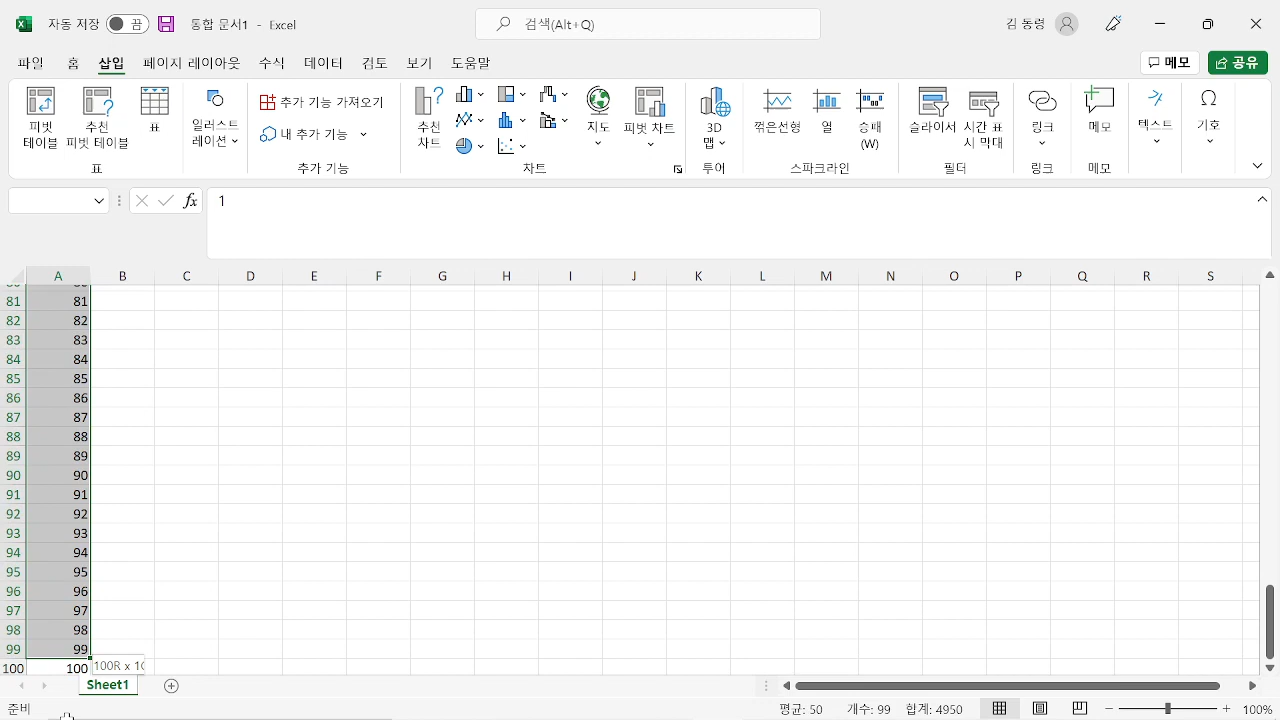 자동 저장 끔 통합 문서1 - Excel 검색(Alt+Q) 김 동령
파일 홈 삽입 페이지 레이아웃 수식 데이터 검토 보기 도움말 메모 공유
피벗 테이블
추천 피벗 테이블
표
일러스트레이션
추가 기능 가져오기
내 추가 기능
추천 차트
지도
피벗 차트
3D 맵
꺾은선형
열
승패 (W)
슬라이서
시간 표시 막대
링크
메모
텍스트
기호
표 추가 기능 차트 투어 스파크라인 필터 링크 메모
fx 1
A B C D E F G H I J K L M N O P Q R S
81 81
82 82
83 83
84 84
85 85
86 86
87 87
88 88
89 89
90 90
91 91
92 92
93 93
94 94
95 95
96 96
97 97
98 98
99 99
100 100 100R x 1C
Sheet1
준비 평균: 50 개수: 99 합계: 4950 100%